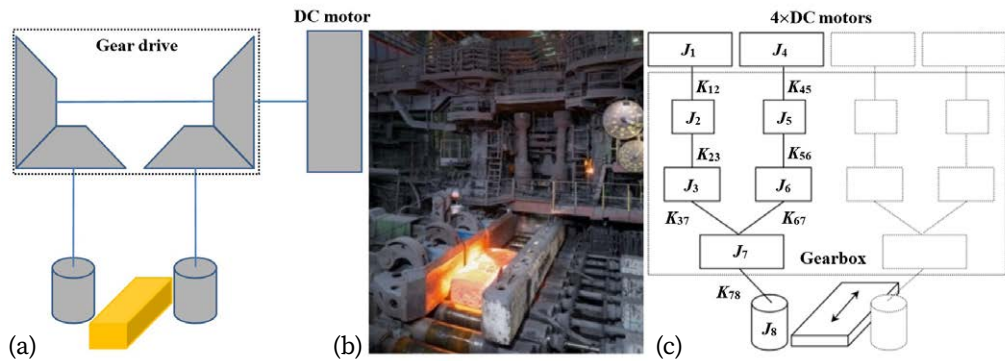 DC motor
Gear drive
(a)
(b)
4×DC motors
J1 J4
K12 K45
J2 J5
K23 K56
J3 J6
K37 K67
J7
Gearbox
K78
J8
(c)